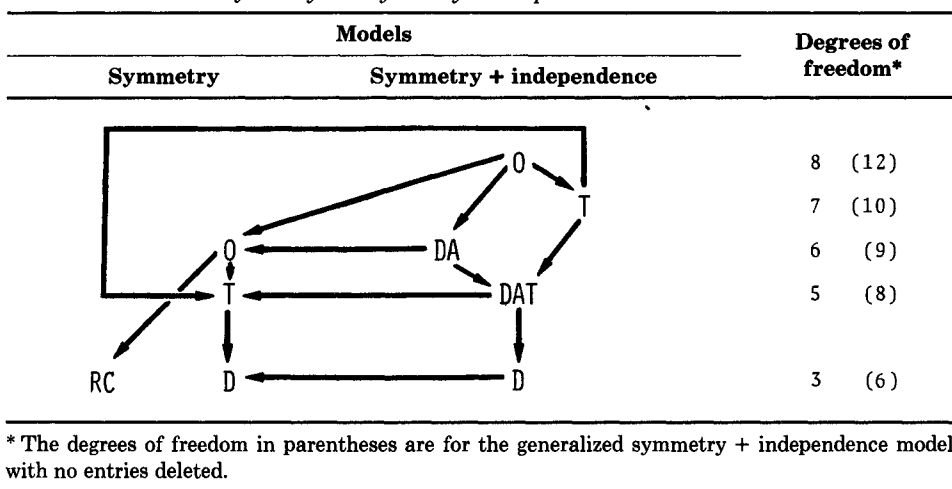 Models
Degrees of freedom*
Symmetry Symmetry + independence
O 8 (12)
T 7 (10)
O DA 6 (9)
T DAT 5 (8)
RC D D 3 (6)
* The degrees of freedom in parentheses are for the generalized symmetry + independence model
with no entries deleted.